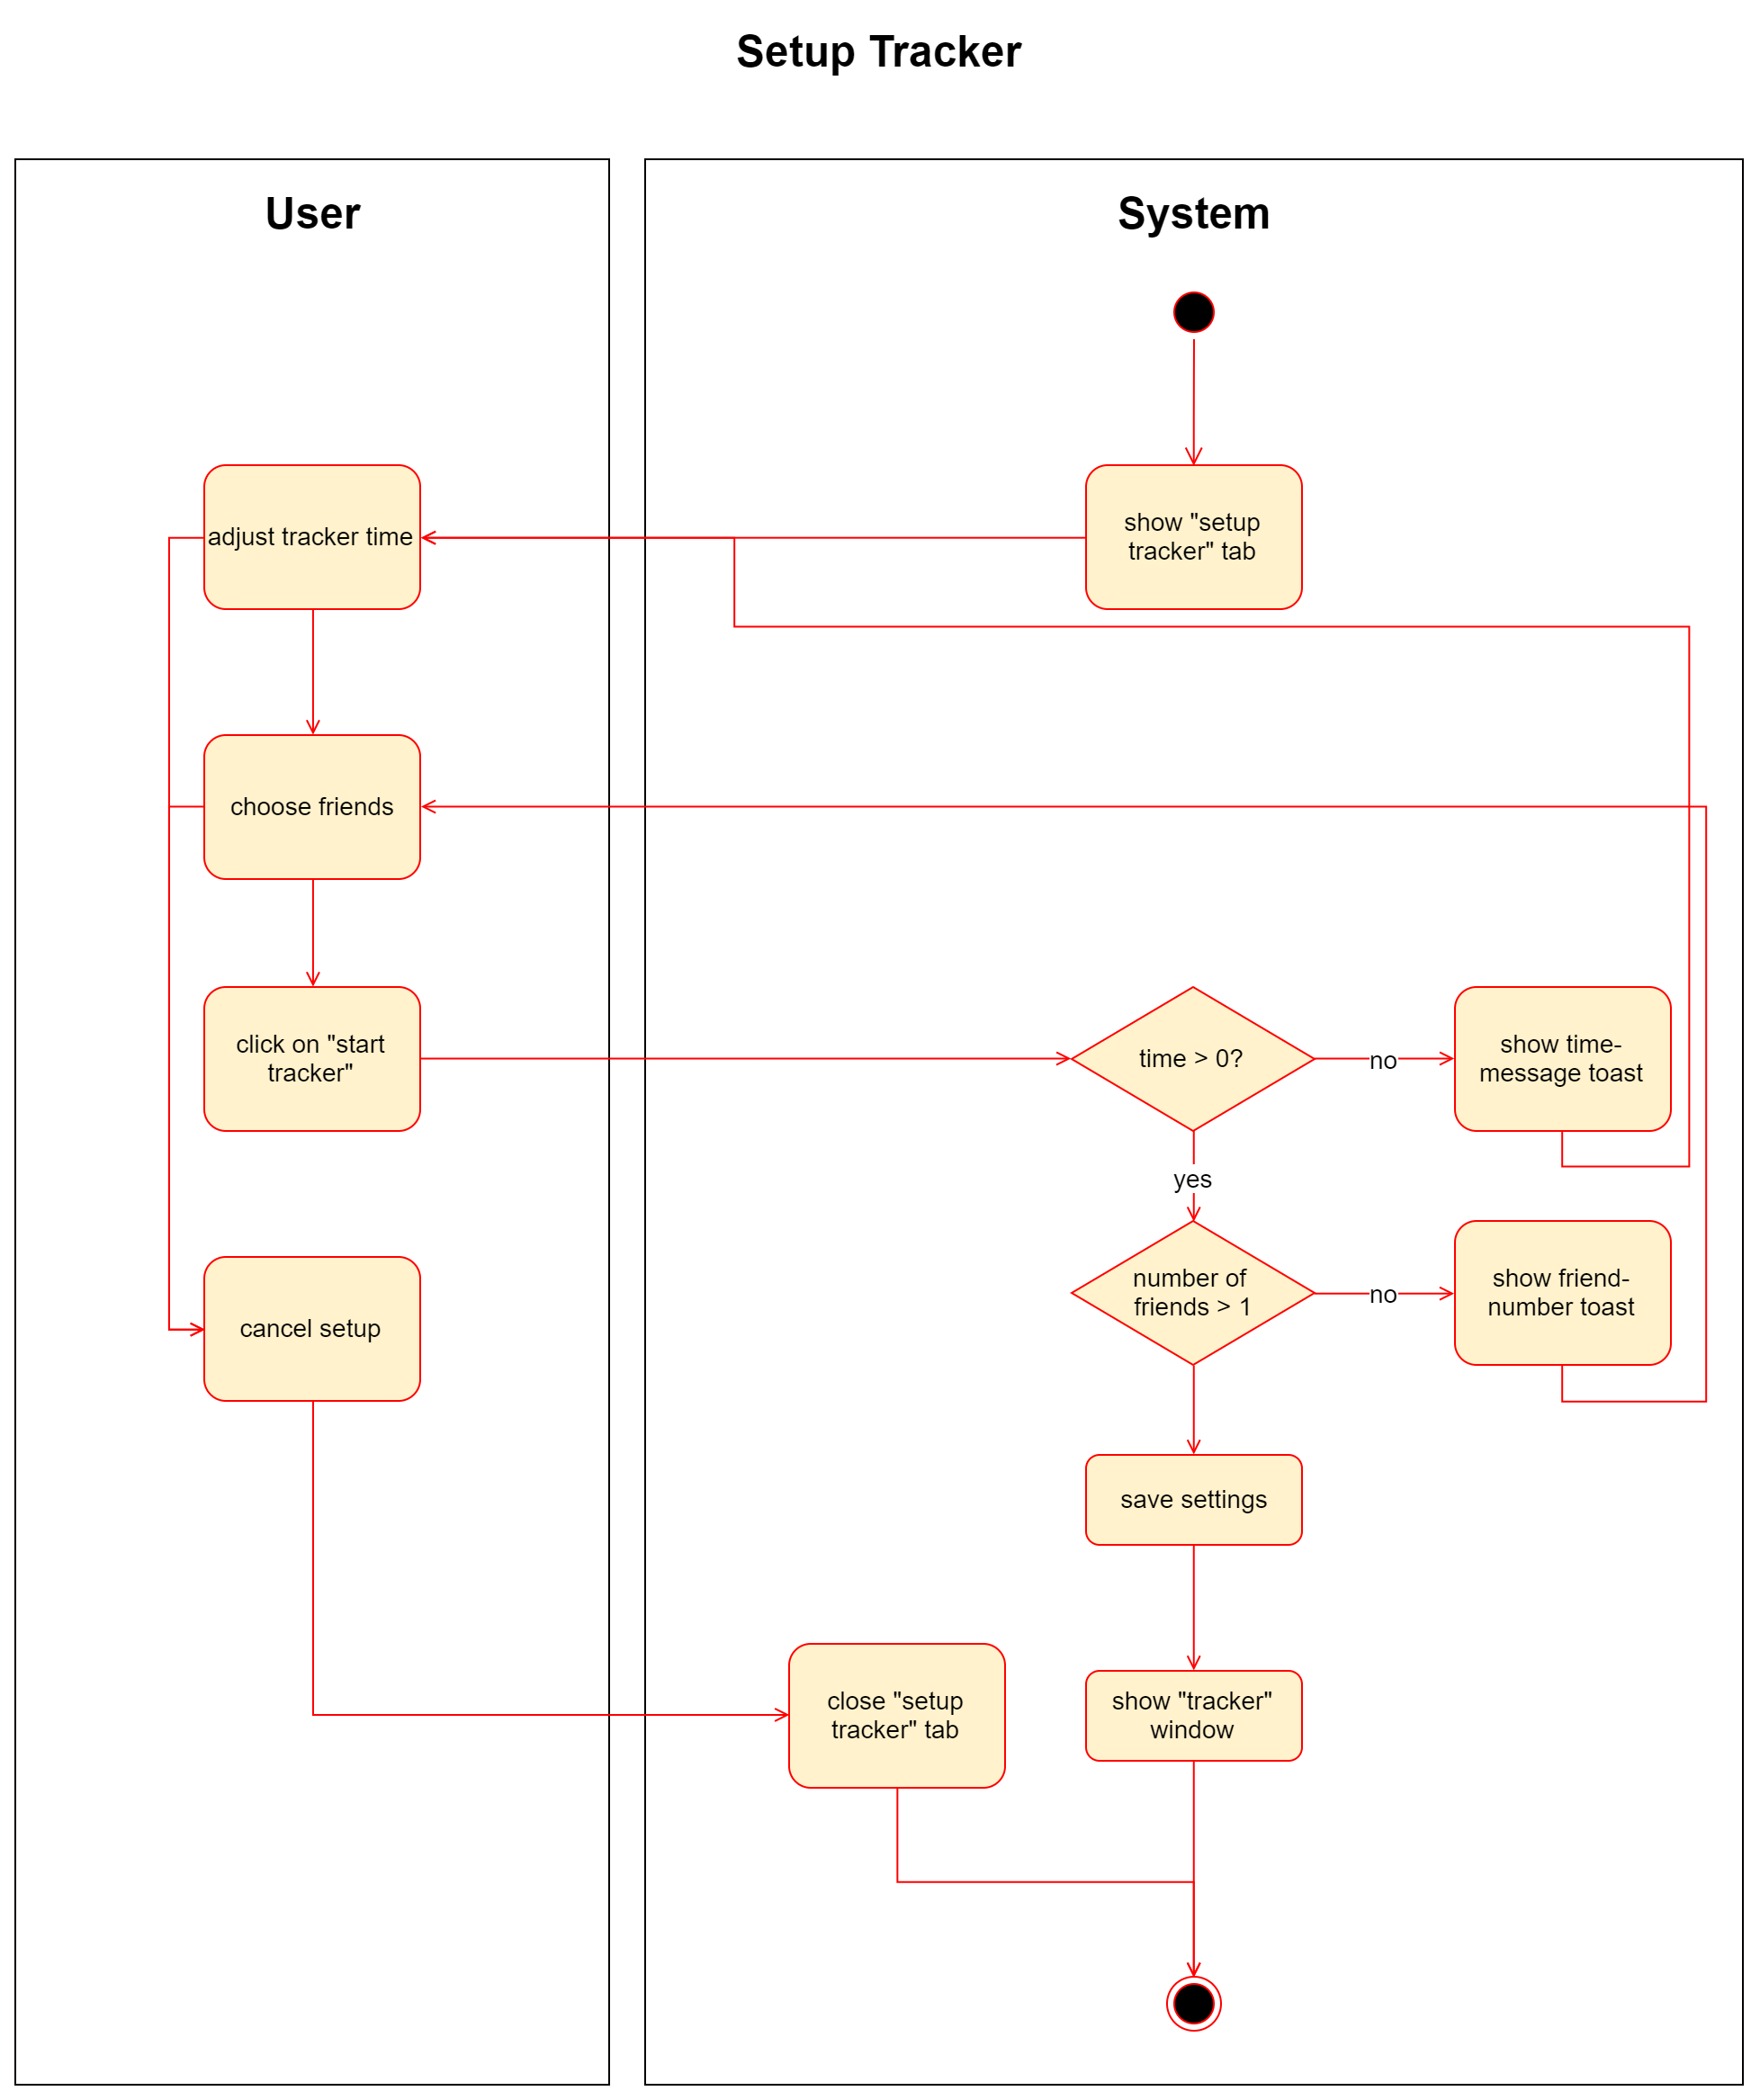 Setup Tracker
User
System
adjust tracker time
show "setup
tracker" tab
choose friends
click on "start
tracker"
time > 0?
no
show time-
message toast
yes
number of
friends > 1
no
show friend-
number toast
cancel setup
save settings
close "setup
tracker" tab
show "tracker"
window